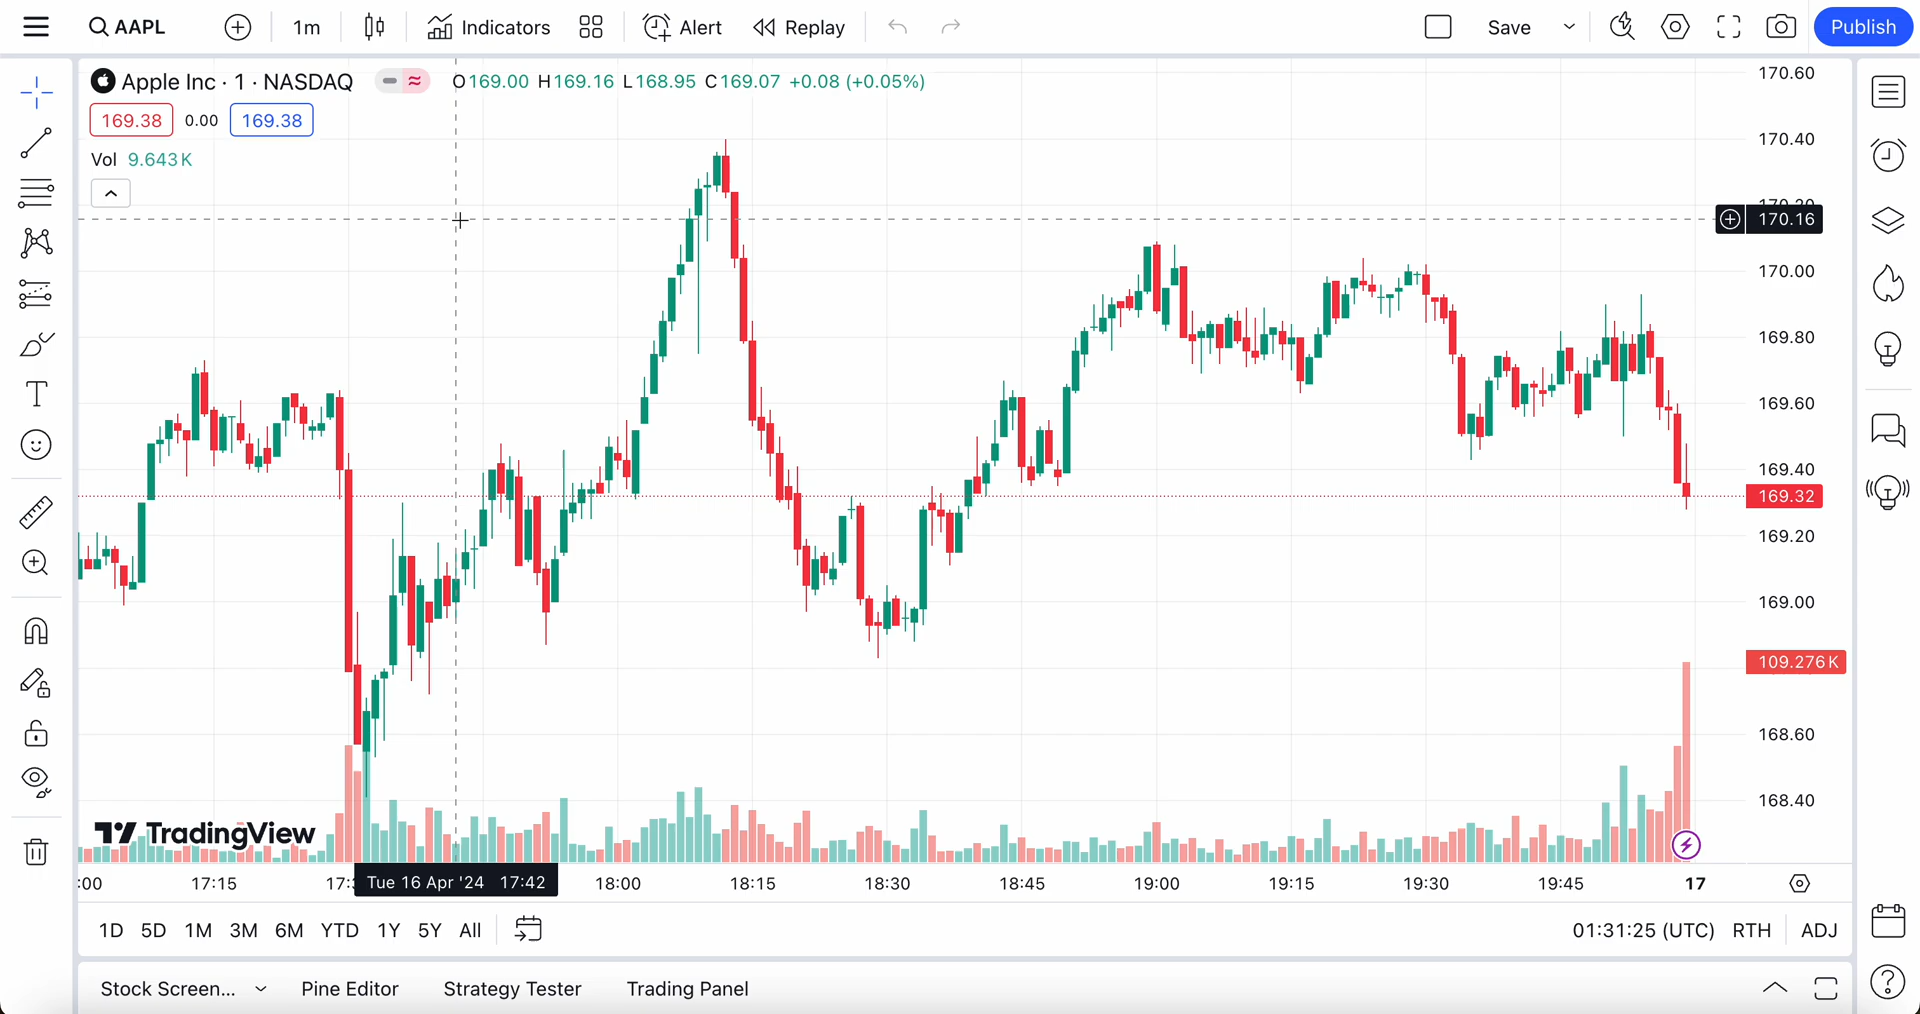 AAPL 1m Indicators Alert Replay Save Publish
Apple Inc · 1 · NASDAQ O169.00 H169.16 L168.95 C169.07 +0.08 (+0.05%)
169.38 0.00 169.38
Vol 9.643K
170.60
170.40
170.16
170.00
169.80
169.60
169.40
169.32
169.20
169.00
109.276K
168.60
168.40
TradingView
:00 17:15 Tue 16 Apr '24 17:42 18:00 18:15 18:30 18:45 19:00 19:15 19:30 19:45 17
1D 5D 1M 3M 6M YTD 1Y 5Y All 01:31:25 (UTC) RTH ADJ
Stock Screen... Pine Editor Strategy Tester Trading Panel